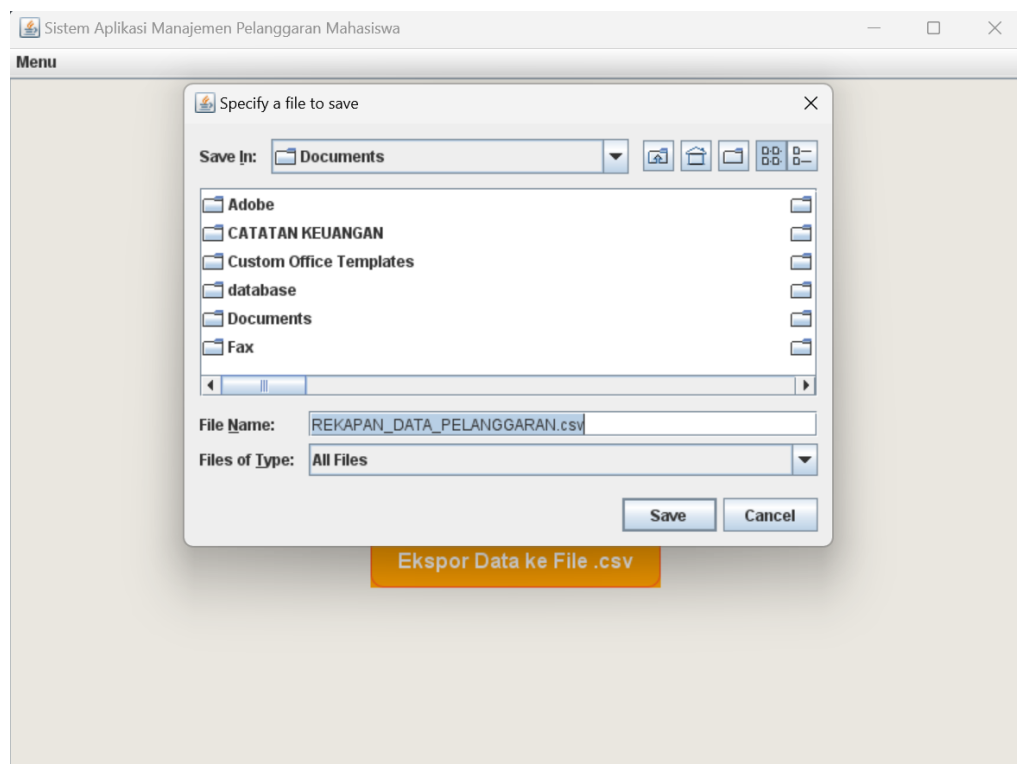 Sistem Aplikasi Manajemen Pelanggaran Mahasiswa
Menu
Specify a file to save
Save In: Documents
Adobe
CATATAN KEUANGAN
Custom Office Templates
database
Documents
Fax
File Name: REKAPAN_DATA_PELANGGARAN.csv
Files of Type: All Files
Save Cancel
Ekspor Data ke File .csv